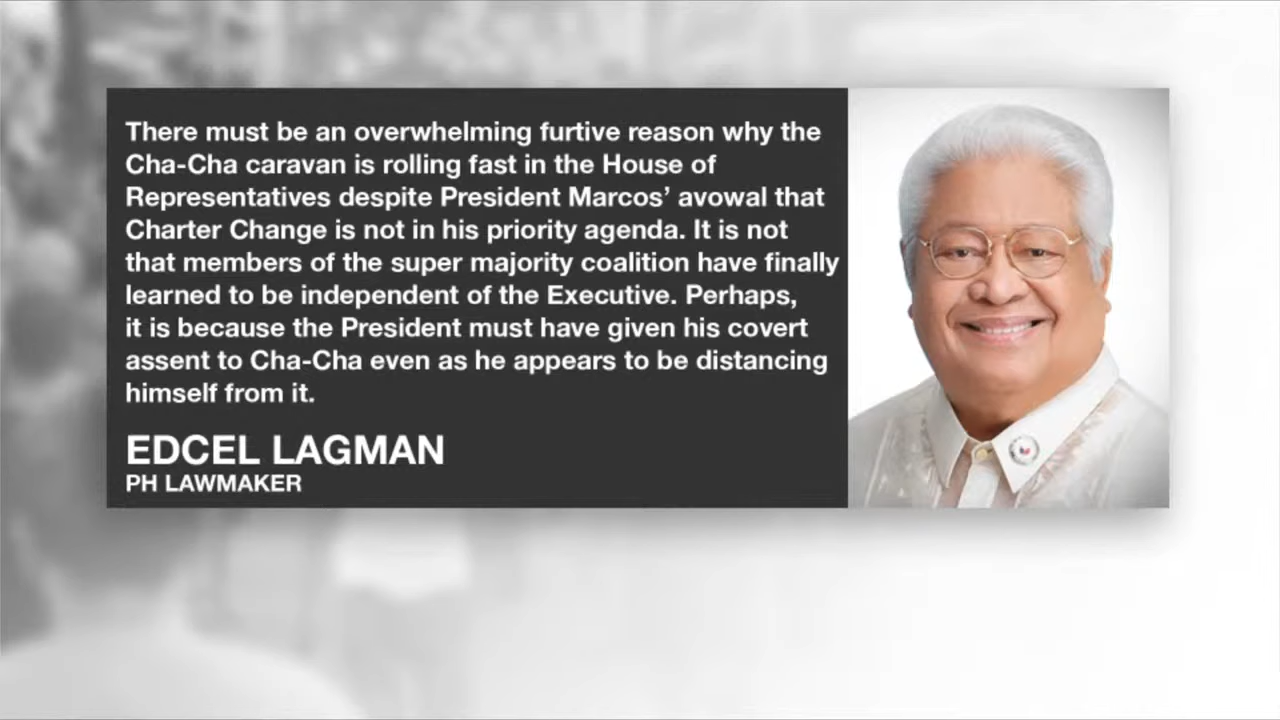 There must be an overwhelming furtive reason why the
Cha-Cha caravan is rolling fast in the House of
Representatives despite President Marcos’ avowal that
Charter Change is not in his priority agenda. It is not
that members of the super majority coalition have finally
learned to be independent of the Executive. Perhaps,
it is because the President must have given his covert
assent to Cha-Cha even as he appears to be distancing
himself from it.
EDCEL LAGMAN
PH LAWMAKER